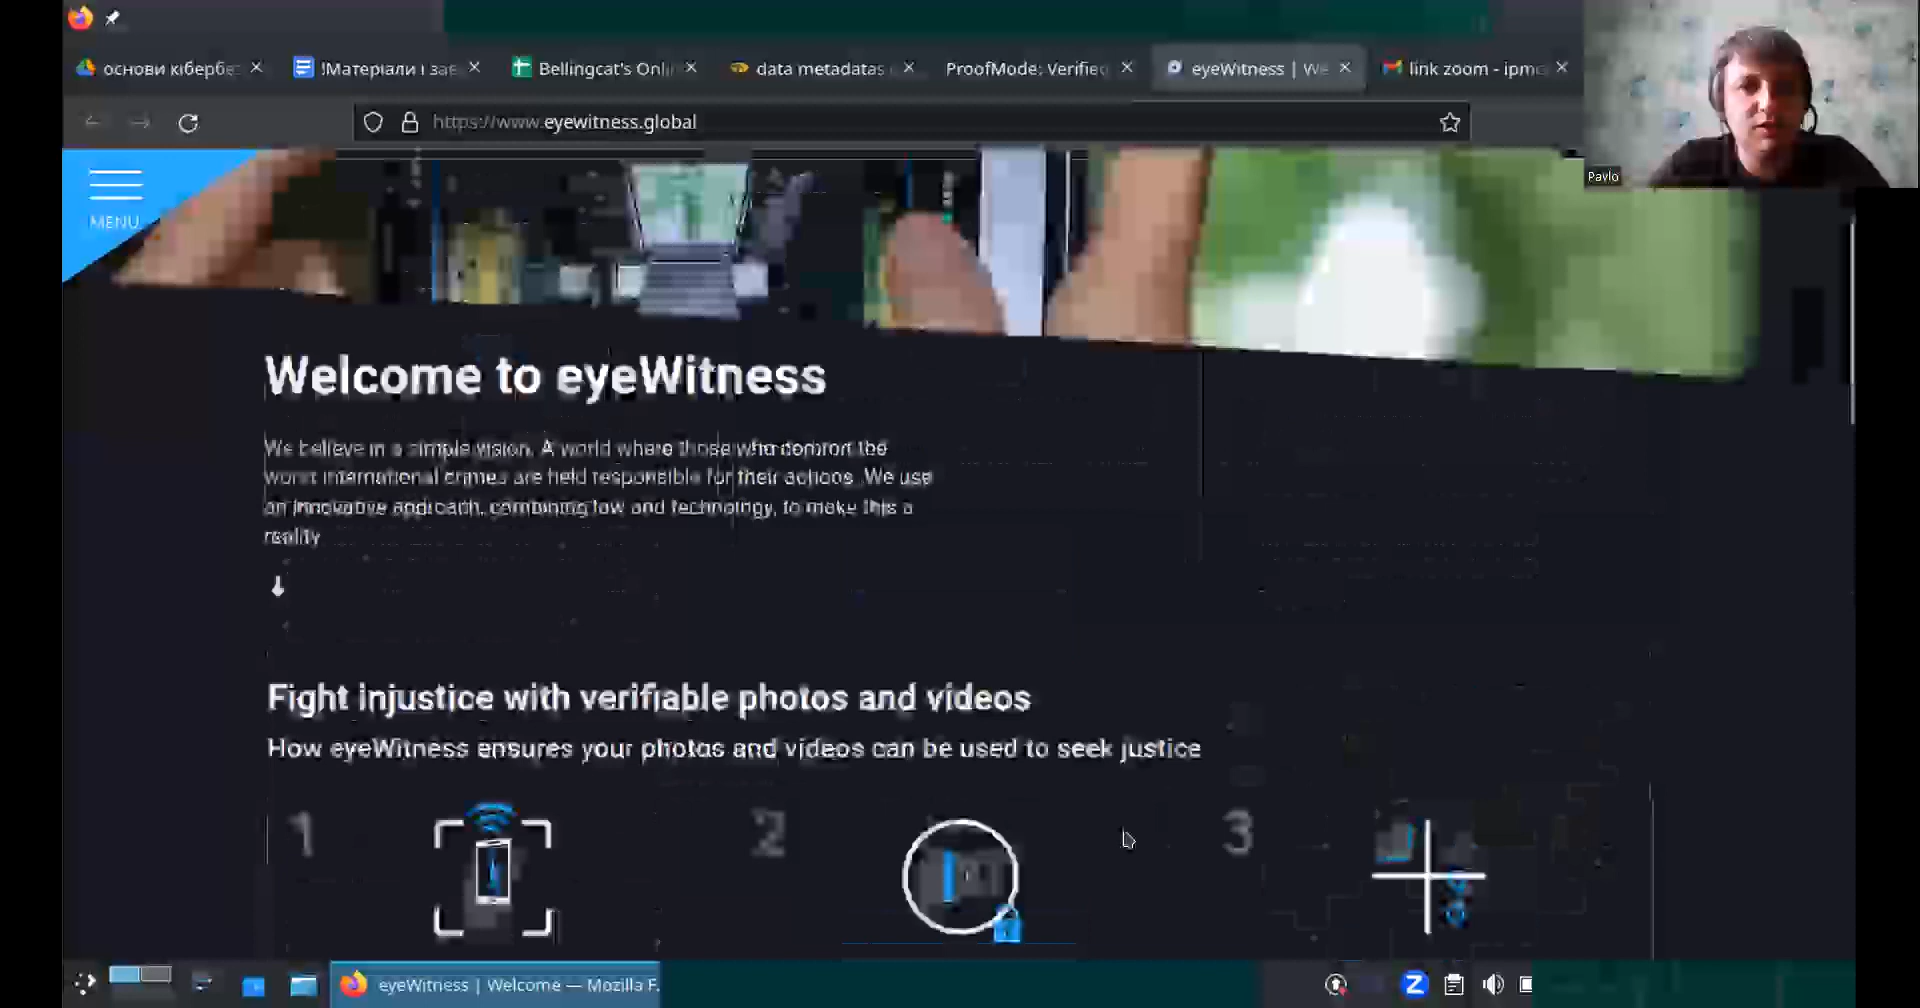 основи кібербе
!Матеріали і зав
Bellingcat's Onli
data metadatas
ProofMode: Verified
eyeWitness | We
link zoom - ipmo
https://www.eyewitness.global
Pavlo
MENU
Welcome to eyeWitness
We believe in a simple vision. A world where those who commit the
worst international crimes are held responsible for their actions. We use
an innovative approach, combining law and technology, to make this a
reality
Fight injustice with verifiable photos and videos
How eyeWitness ensures your photos and videos can be used to seek justice
1
2
3
eyeWitness | Welcome — Mozilla F.